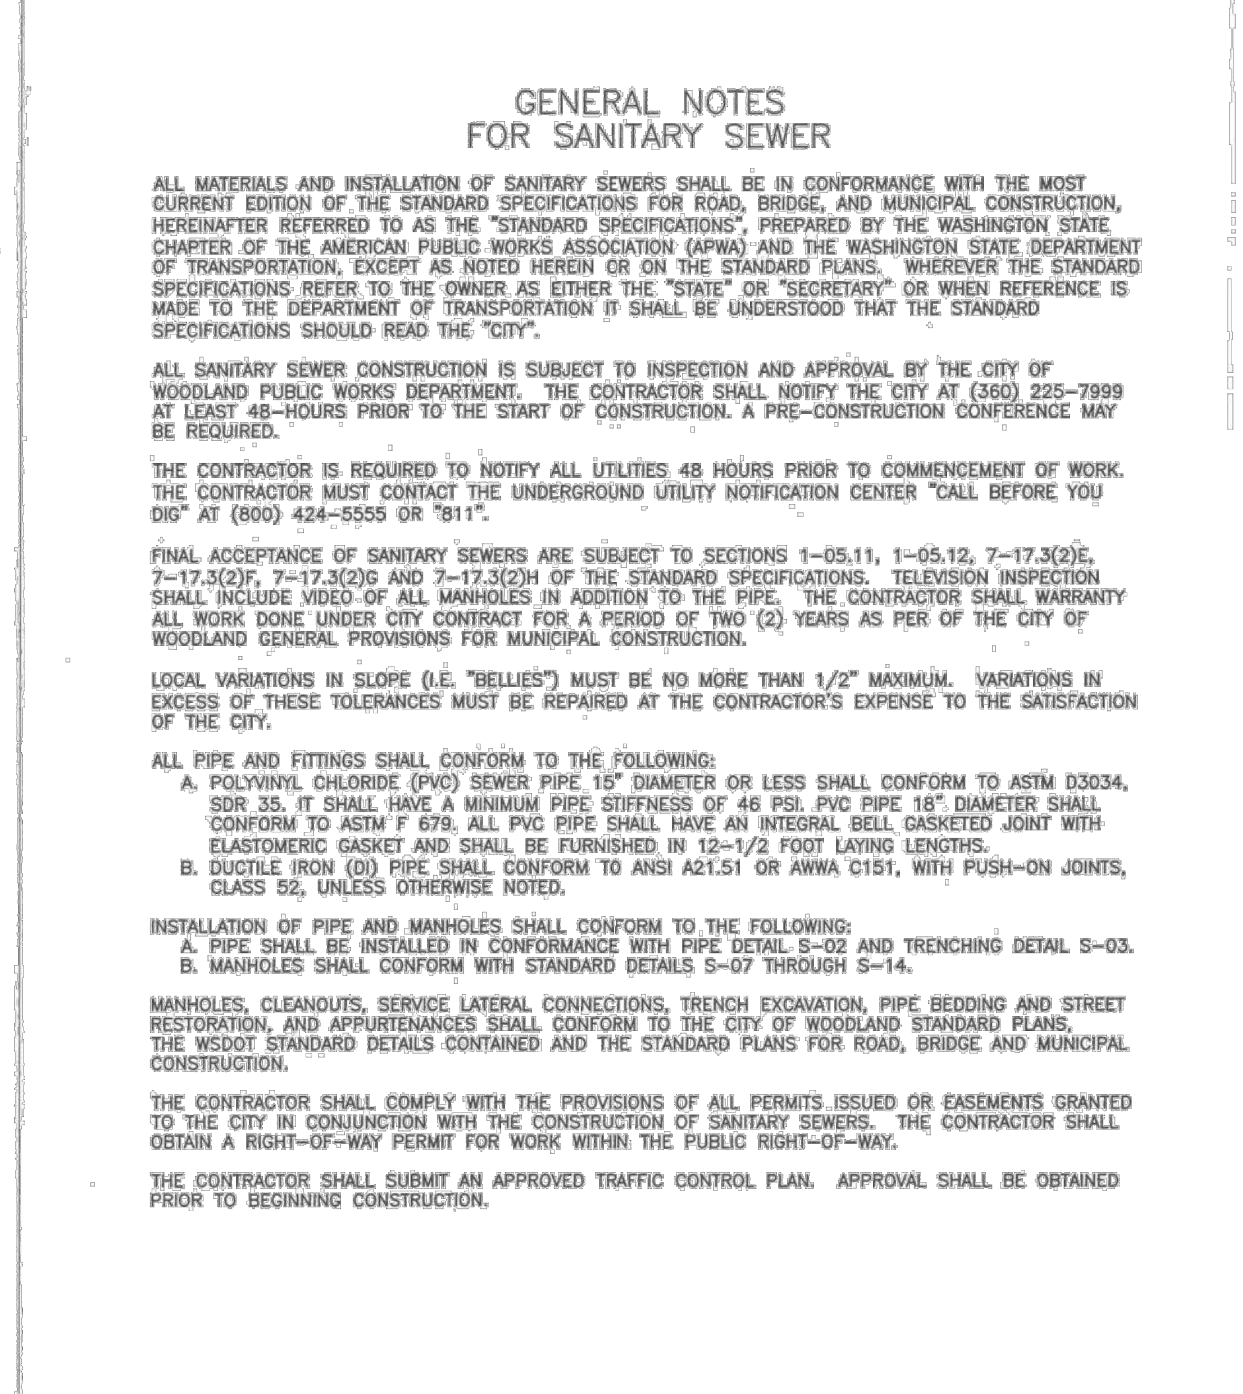 GENERAL NOTES
FOR SANITARY SEWER
ALL MATERIALS AND INSTALLATION OF SANITARY SEWERS SHALL BE IN CONFORMANCE WITH THE MOST
CURRENT EDITION OF THE STANDARD SPECIFICATIONS FOR ROAD, BRIDGE, AND MUNICIPAL CONSTRUCTION,
HEREINAFTER REFERRED TO AS THE "STANDARD SPECIFICATIONS", PREPARED BY THE WASHINGTON STATE
CHAPTER OF THE AMERICAN PUBLIC WORKS ASSOCIATION (APWA) AND THE WASHINGTON STATE DEPARTMENT
OF TRANSPORTATION, EXCEPT AS NOTED HEREIN OR ON THE STANDARD PLANS. WHEREVER THE STANDARD
SPECIFICATIONS REFER TO THE OWNER AS EITHER THE "STATE" OR "SECRETARY" OR WHEN REFERENCE IS
MADE TO THE DEPARTMENT OF TRANSPORTATION IT SHALL BE UNDERSTOOD THAT THE STANDARD
SPECIFICATIONS SHOULD READ THE "CITY".
ALL SANITARY SEWER CONSTRUCTION IS SUBJECT TO INSPECTION AND APPROVAL BY THE CITY OF
WOODLAND PUBLIC WORKS DEPARTMENT. THE CONTRACTOR SHALL NOTIFY THE CITY AT (360) 225-7999
AT LEAST 48-HOURS PRIOR TO THE START OF CONSTRUCTION. A PRE-CONSTRUCTION CONFERENCE MAY
BE REQUIRED.
THE CONTRACTOR IS REQUIRED TO NOTIFY ALL UTILITIES 48 HOURS PRIOR TO COMMENCEMENT OF WORK.
THE CONTRACTOR MUST CONTACT THE UNDERGROUND UTILITY NOTIFICATION CENTER "CALL BEFORE YOU
DIG" AT (800) 424-5555 OR "811".
FINAL ACCEPTANCE OF SANITARY SEWERS ARE SUBJECT TO SECTIONS 1-05.11, 1-05.12, 7-17.3(2)E,
7-17.3(2)F, 7-17.3(2)G AND 7-17.3(2)H OF THE STANDARD SPECIFICATIONS. TELEVISION INSPECTION
SHALL INCLUDE VIDEO OF ALL MANHOLES IN ADDITION TO THE PIPE. THE CONTRACTOR SHALL WARRANTY
ALL WORK DONE UNDER CITY CONTRACT FOR A PERIOD OF TWO (2) YEARS AS PER OF THE CITY OF
WOODLAND GENERAL PROVISIONS FOR MUNICIPAL CONSTRUCTION.
LOCAL VARIATIONS IN SLOPE (I.E. "BELLIES") MUST BE NO MORE THAN 1/2" MAXIMUM. VARIATIONS IN
EXCESS OF THESE TOLERANCES MUST BE REPAIRED AT THE CONTRACTOR'S EXPENSE TO THE SATISFACTION
OF THE CITY.
ALL PIPE AND FITTINGS SHALL CONFORM TO THE FOLLOWING:
A. POLYVINYL CHLORIDE (PVC) SEWER PIPE 15" DIAMETER OR LESS SHALL CONFORM TO ASTM D3034,
SDR 35. IT SHALL HAVE A MINIMUM PIPE STIFFNESS OF 46 PSI. PVC PIPE 18" DIAMETER SHALL
CONFORM TO ASTM F 679. ALL PVC PIPE SHALL HAVE AN INTEGRAL BELL GASKETED JOINT WITH
ELASTOMERIC GASKET AND SHALL BE FURNISHED IN 12-1/2 FOOT LAYING LENGTHS.
B. DUCTILE IRON (DI) PIPE SHALL CONFORM TO ANSI A21.51 OR AWWA C151, WITH PUSH-ON JOINTS,
CLASS 52, UNLESS OTHERWISE NOTED.
INSTALLATION OF PIPE AND MANHOLES SHALL CONFORM TO THE FOLLOWING:
A. PIPE SHALL BE INSTALLED IN CONFORMANCE WITH PIPE DETAIL S-02 AND TRENCHING DETAIL S-03.
B. MANHOLES SHALL CONFORM WITH STANDARD DETAILS S-07 THROUGH S-14.
MANHOLES, CLEANOUTS, SERVICE LATERAL CONNECTIONS, TRENCH EXCAVATION, PIPE BEDDING AND STREET
RESTORATION, AND APPURTENANCES SHALL CONFORM TO THE CITY OF WOODLAND STANDARD PLANS,
THE WSDOT STANDARD DETAILS CONTAINED AND THE STANDARD PLANS FOR ROAD, BRIDGE AND MUNICIPAL
CONSTRUCTION.
THE CONTRACTOR SHALL COMPLY WITH THE PROVISIONS OF ALL PERMITS ISSUED OR EASEMENTS GRANTED
TO THE CITY IN CONJUNCTION WITH THE CONSTRUCTION OF SANITARY SEWERS. THE CONTRACTOR SHALL
OBTAIN A RIGHT-OF-WAY PERMIT FOR WORK WITHIN THE PUBLIC RIGHT-OF-WAY.
THE CONTRACTOR SHALL SUBMIT AN APPROVED TRAFFIC CONTROL PLAN. APPROVAL SHALL BE OBTAINED
PRIOR TO BEGINNING CONSTRUCTION.